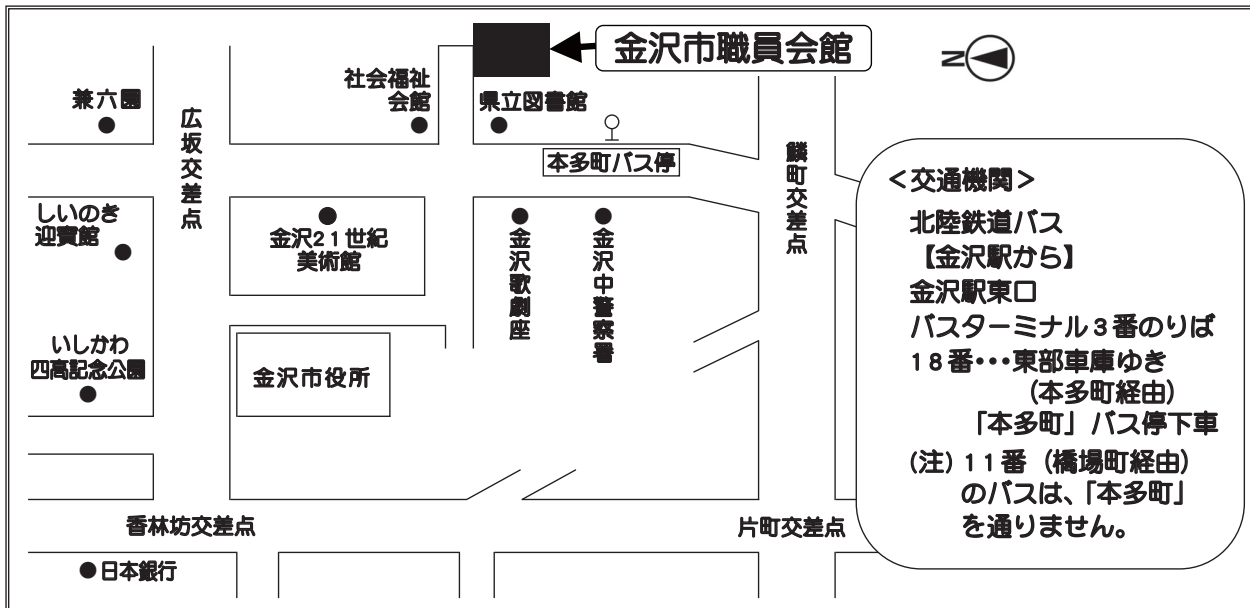 金沢市職員会館
N
兼六園
広坂交差点
社会福祉
会館
県立図書館
本多町バス停
鱗町交差点
しいのき
迎賓館
金沢21世紀
美術館
金沢歌劇座
金沢中警察署
いしかわ
四高記念公園
金沢市役所
香林坊交差点
片町交差点
日本銀行
＜交通機関＞
北陸鉄道バス
【金沢駅から】
金沢駅東口
バスターミナル3番のりば
18番･･･東部車庫ゆき
(本多町経由)
「本多町」バス停下車
(注)11番（橋場町経由）
のバスは、「本多町」
を通りません。